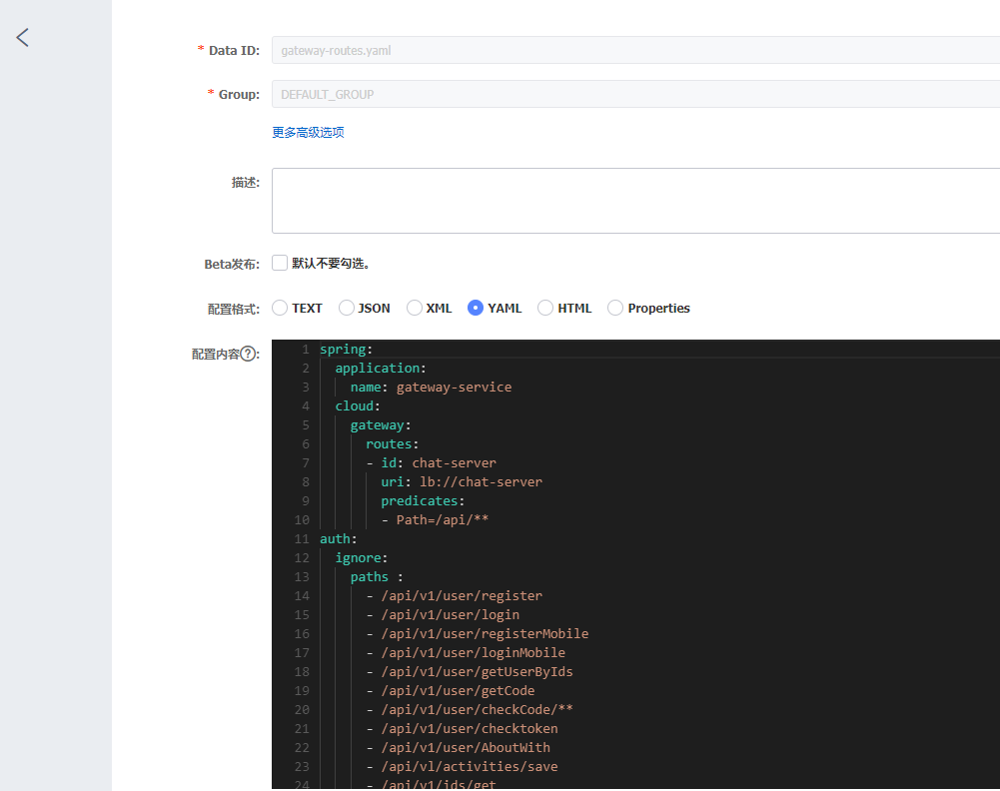 * Data ID: gateway-routes.yaml
* Group: DEFAULT_GROUP
更多高级选项
描述:
Beta发布: 默认不要勾选。
配置格式: TEXT JSON XML YAML HTML Properties
配置内容?:
1 spring:
2   application:
3     name: gateway-service
4   cloud:
5     gateway:
6       routes:
7       - id: chat-server
8         uri: lb://chat-server
9         predicates:
10         - Path=/api/**
11 auth:
12   ignore:
13     paths :
14       - /api/v1/user/register
15       - /api/v1/user/login
16       - /api/v1/user/registerMobile
17       - /api/v1/user/loginMobile
18       - /api/v1/user/getUserByIds
19       - /api/v1/user/getCode
20       - /api/v1/user/checkCode/**
21       - /api/v1/user/checktoken
22       - /api/v1/user/AboutWith
23       - /api/vl/activities/save
24       - /api/v1/ids/get